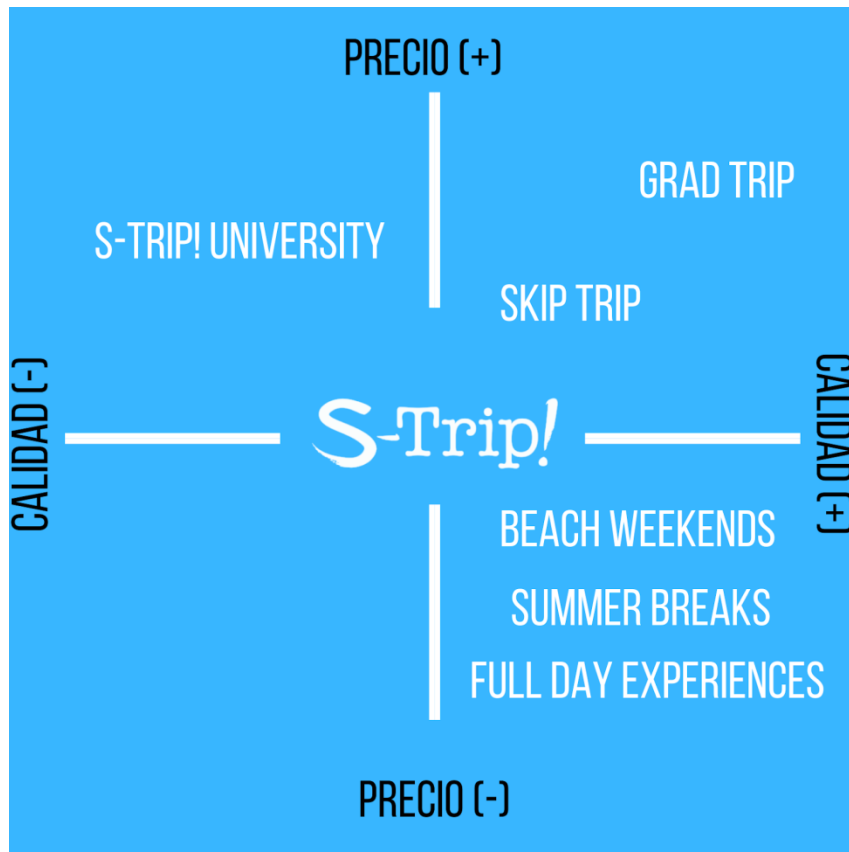 PRECIO (+)
GRAD TRIP
S-TRIP! UNIVERSITY
SKIP TRIP
CALIDAD (-)
S-Trip!
CALIDAD (+)
BEACH WEEKENDS
SUMMER BREAKS
FULL DAY EXPERIENCES
PRECIO (-)